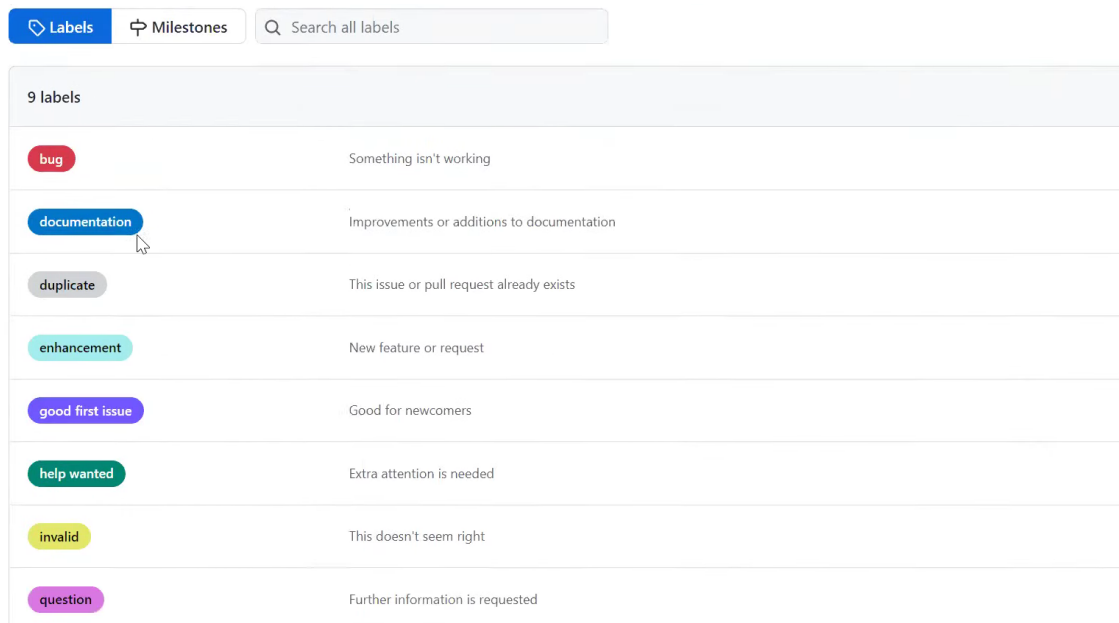 Labels Milestones Search all labels
9 labels
bug Something isn't working
documentation Improvements or additions to documentation
duplicate This issue or pull request already exists
enhancement New feature or request
good first issue Good for newcomers
help wanted Extra attention is needed
invalid This doesn't seem right
question Further information is requested